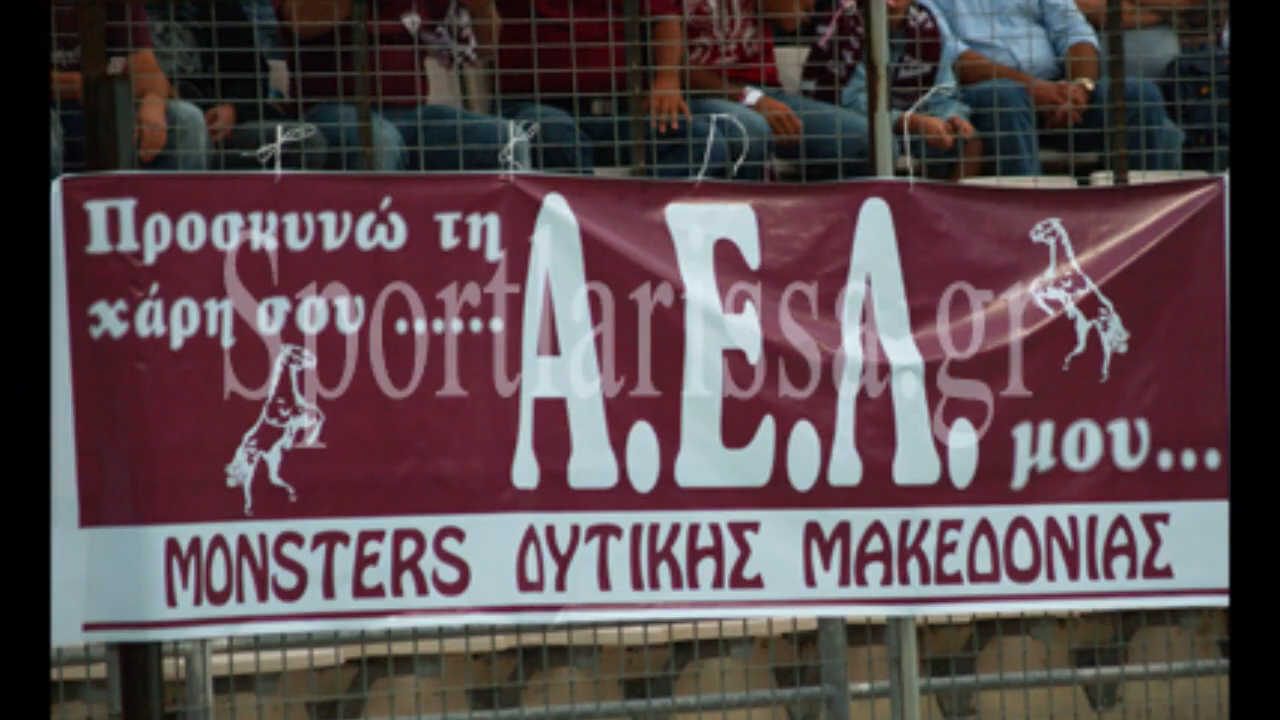 Προσκυνώ τη
χάρη σου ......
Α.Ε.Λ. μου...
MONSTERS ΔΥΤΙΚΗΣ ΜΑΚΕΔΟΝΙΑΣ
Sportlarissa.gr